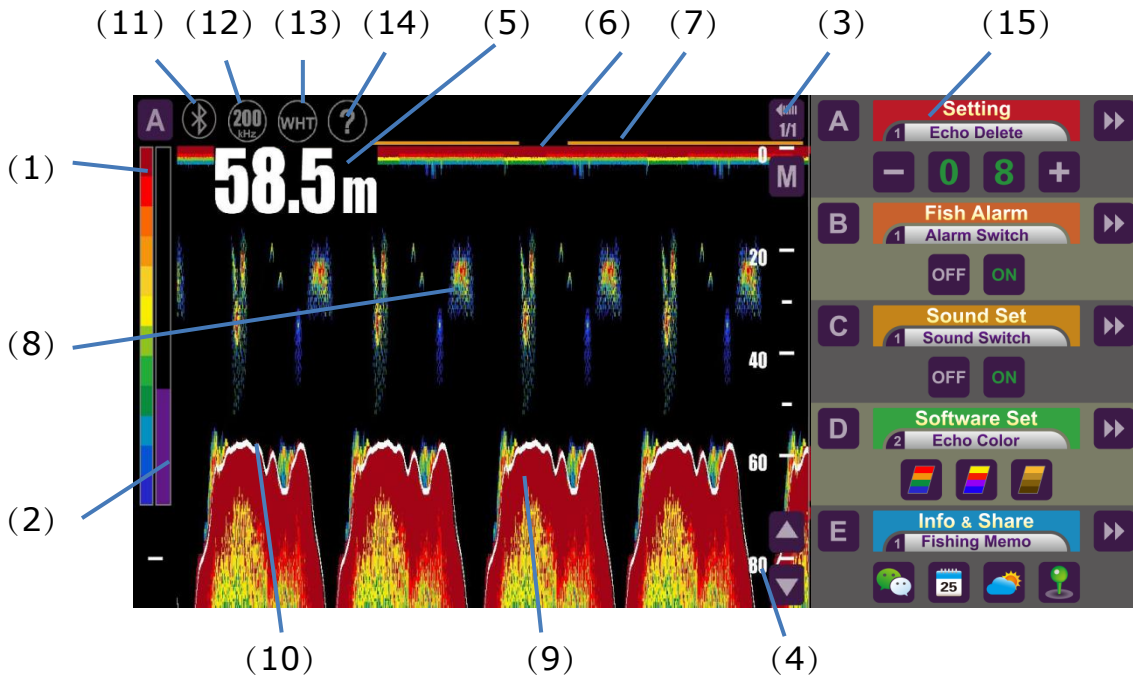 (11) (12) (13) (14) (5) (6) (7) (3) (15)
A 200 kHz WHT ? 1/1
58.5 m
0
M
20
40
60
80
A Setting
1 Echo Delete
− 0 8 +
B Fish Alarm
1 Alarm Switch
OFF ON
C Sound Set
1 Sound Switch
OFF ON
D Software Set
2 Echo Color
E Info & Share
1 Fishing Memo
25
(1)
(8)
(2)
(10) (9) (4)